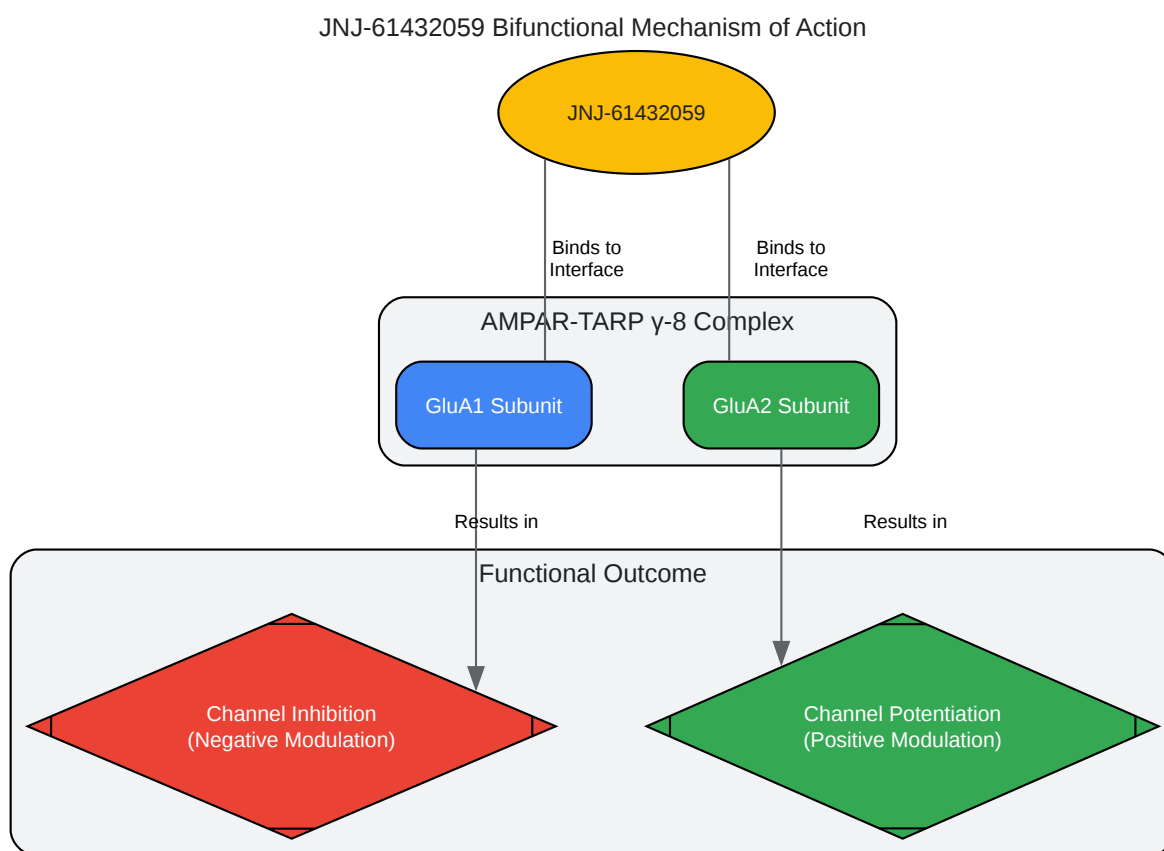 JNJ-61432059 Bifunctional Mechanism of Action
JNJ-61432059
Binds to
Interface
Binds to
Interface
AMPAR-TARP γ-8 Complex
GluA1 Subunit
GluA2 Subunit
Results in
Results in
Functional Outcome
Channel Inhibition
(Negative Modulation)
Channel Potentiation
(Positive Modulation)